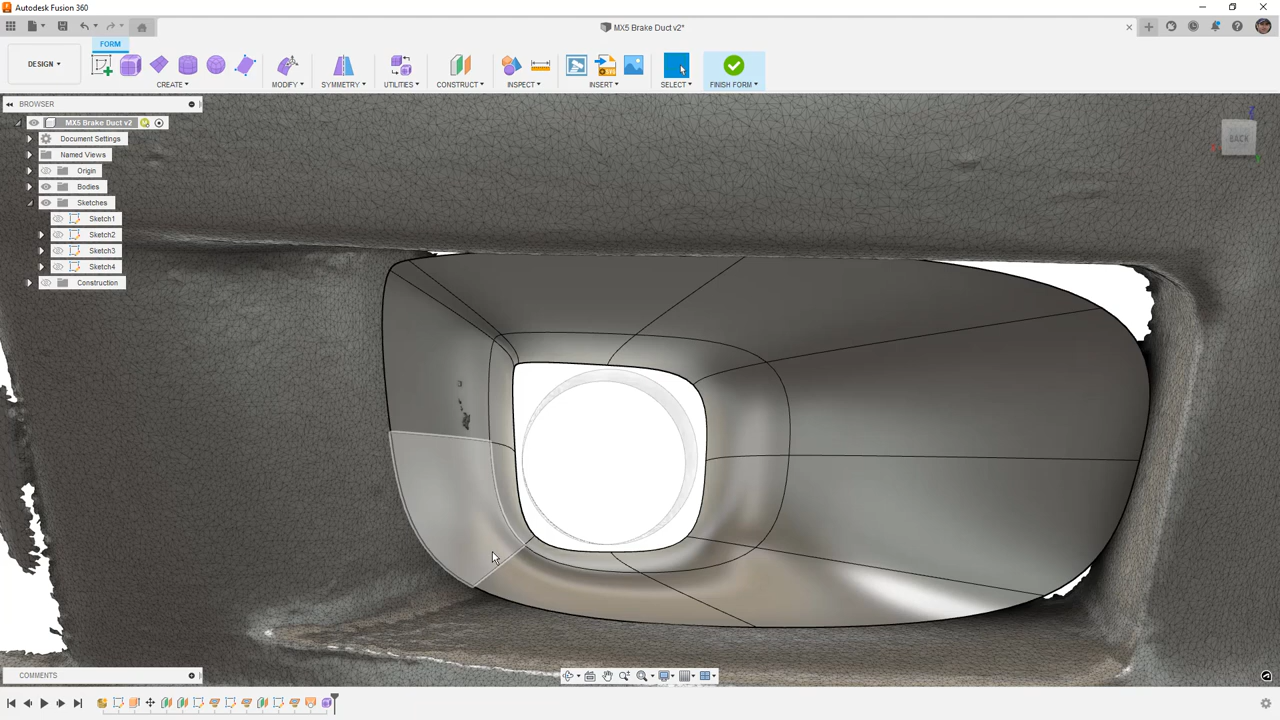 Autodesk Fusion 360
MX5 Brake Duct v2*
FORM
DESIGN
CREATE
MODIFY
SYMMETRY
UTILITIES
CONSTRUCT
INSPECT
INSERT
SELECT
FINISH FORM
BROWSER
MX5 Brake Duct v2
Document Settings
Named Views
Origin
Bodies
Sketches
Sketch1
Sketch2
Sketch3
Sketch4
Construction
BACK
Z
COMMENTS